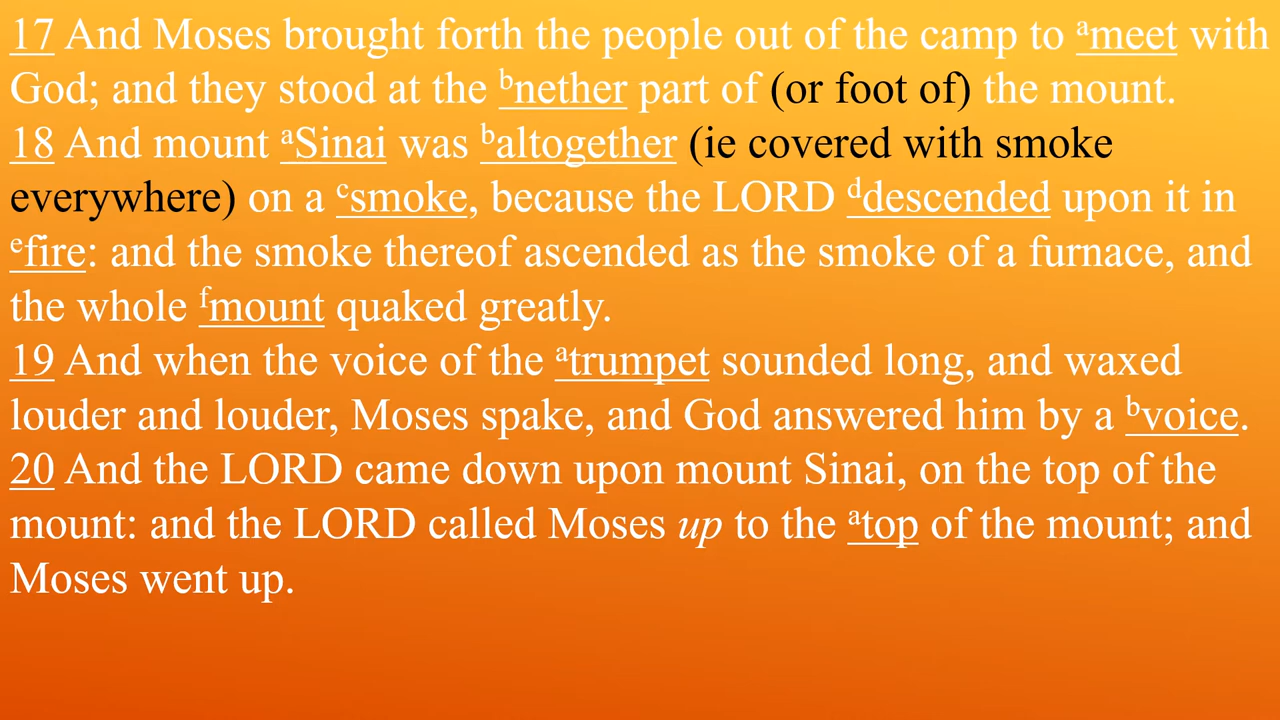 17 And Moses brought forth the people out of the camp to ᵃmeet with
God; and they stood at the ᵇnether part of (or foot of) the mount.
18 And mount ᵃSinai was ᵇaltogether (ie covered with smoke
everywhere) on a ᶜsmoke, because the LORD ᵈdescended upon it in
ᵉfire: and the smoke thereof ascended as the smoke of a furnace, and
the whole ᶠmount quaked greatly.
19 And when the voice of the ᵃtrumpet sounded long, and waxed
louder and louder, Moses spake, and God answered him by a ᵇvoice.
20 And the LORD came down upon mount Sinai, on the top of the
mount: and the LORD called Moses up to the ᵃtop of the mount; and
Moses went up.